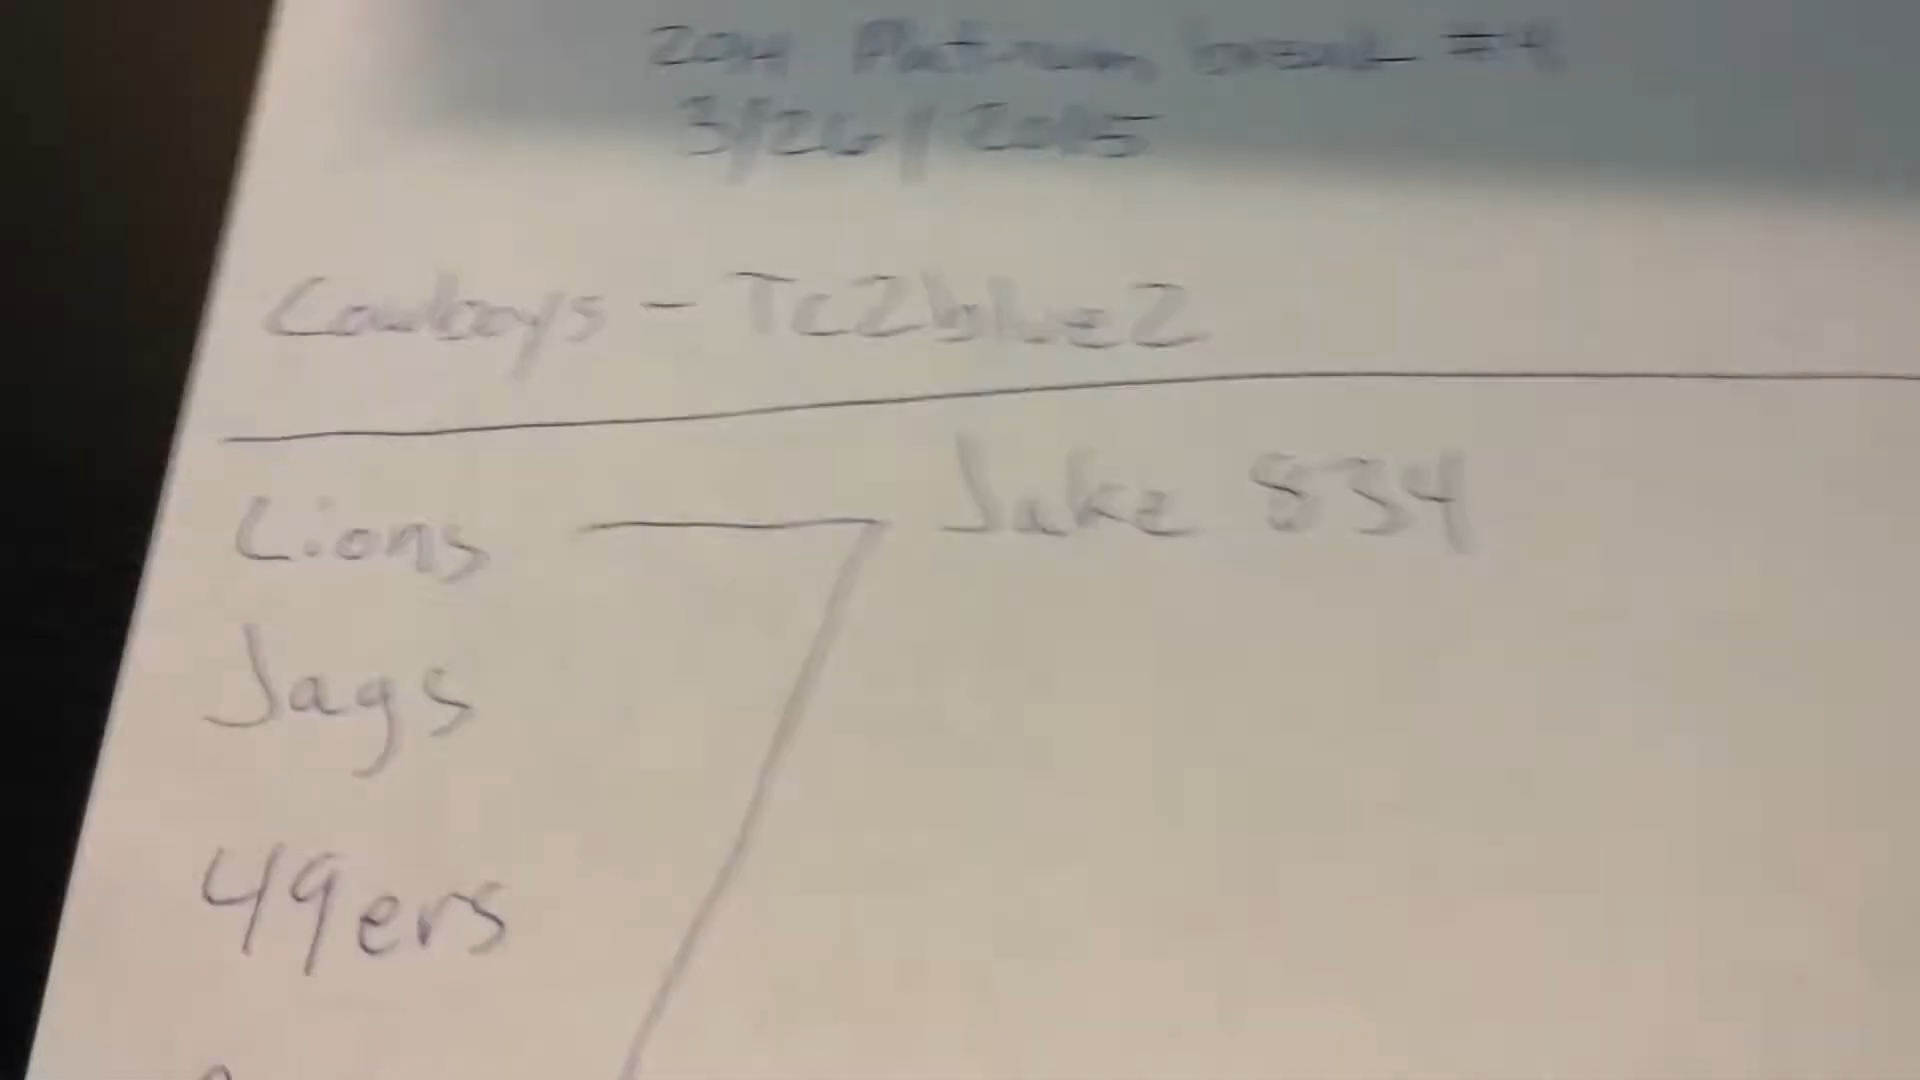 2014 Platinum break #4
3/26/2015
Cowboys - Tc2blue2
Lions — Jake 834
Jags
49ers